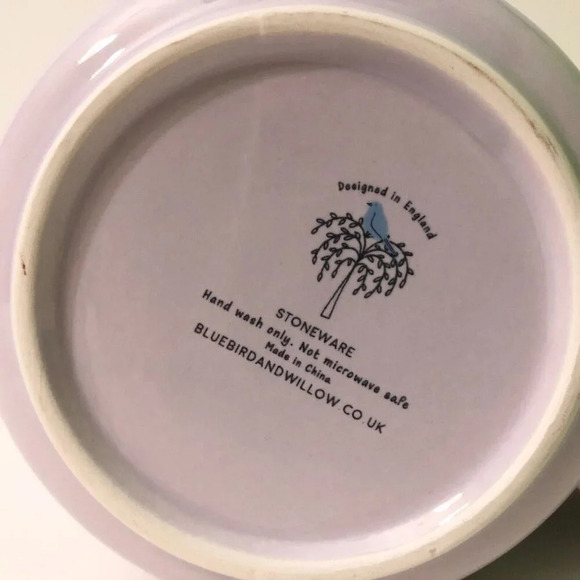 Designed in England
STONEWARE
Hand wash only. Not microwave safe
Made in China
BLUEBIRDANDWILLOW.CO.UK